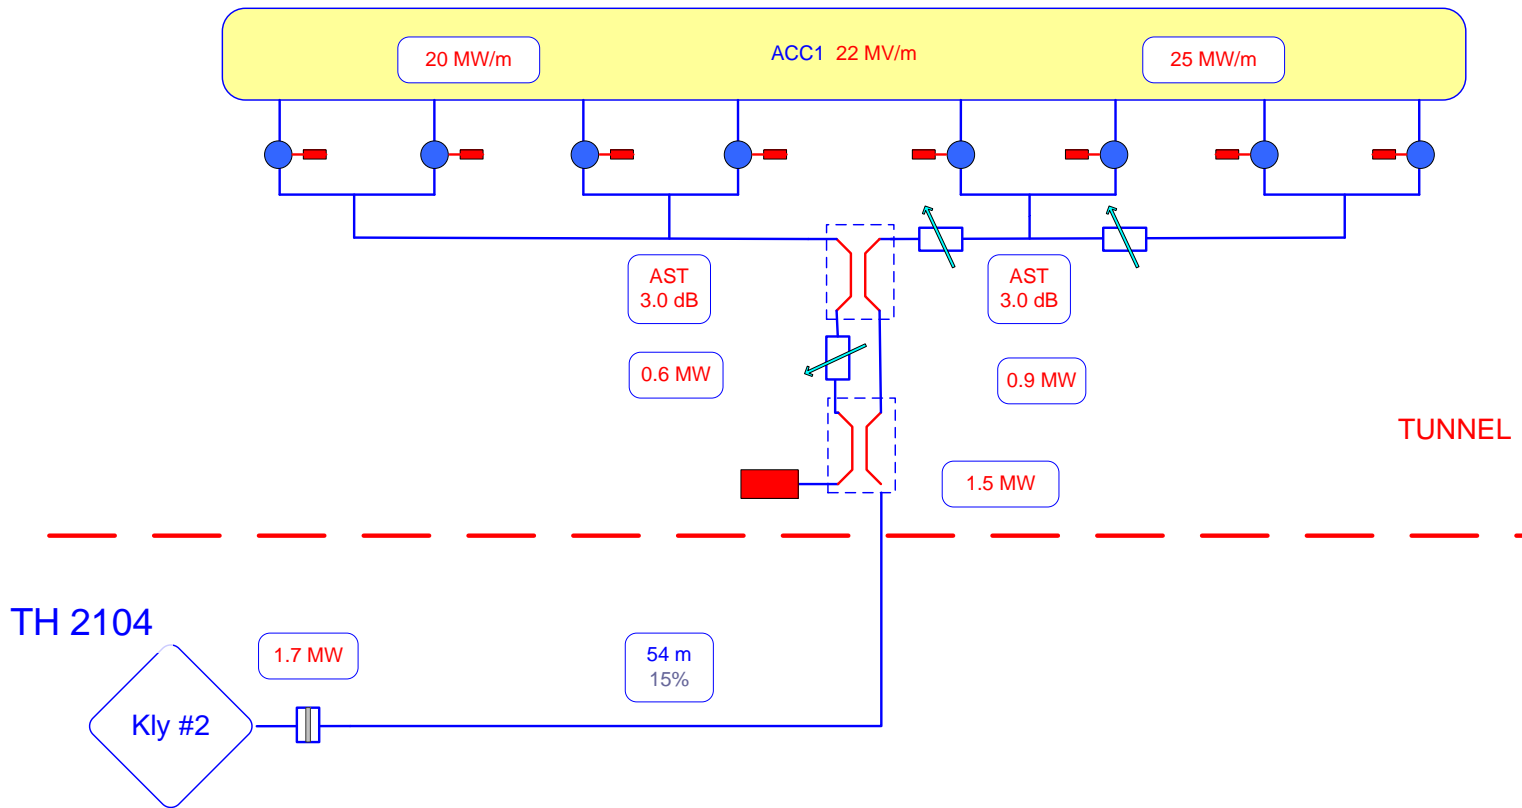 ACC1 22 MV/m
20 MW/m
25 MW/m
AST
3.0 dB
AST
3.0 dB
0.6 MW
0.9 MW
TUNNEL
1.5 MW
TH 2104
1.7 MW
54 m
15%
Kly #2